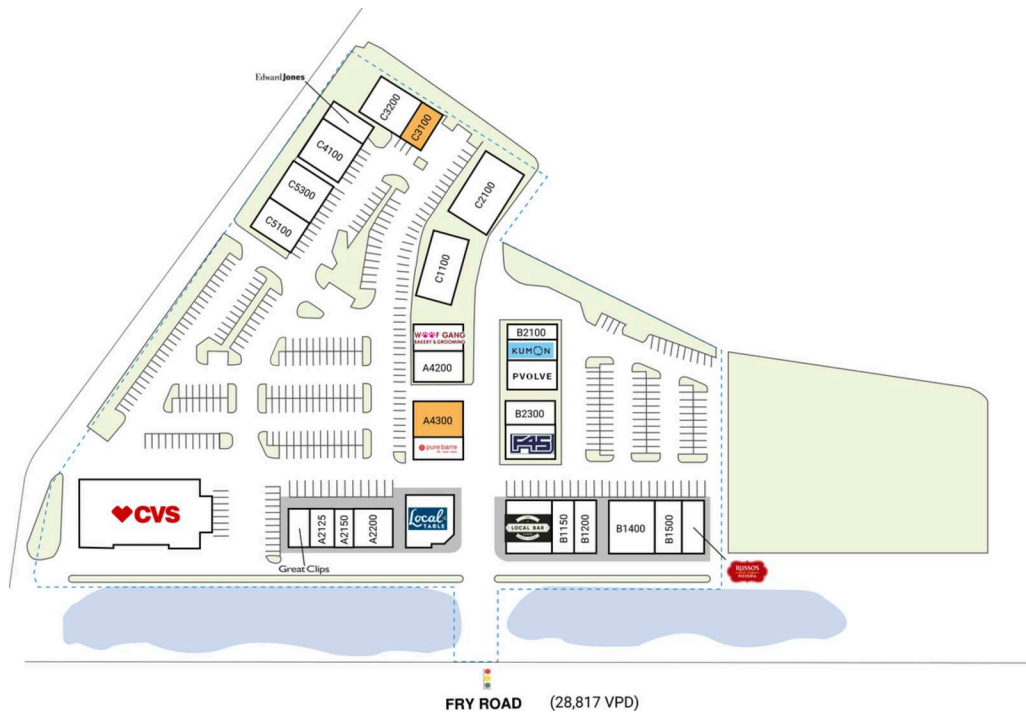 Edward Jones
C3200
C3100
C4100
C5300
C5100
C2100
C1100
WOOF GANG
BAKERY & GROOMING
A4200
A4300
pure barre
B2100
KUMON
PVOLVE
B2300
F45
CVS
A2125
A2150
A2200
Local
TABLE
Great Clips
LOCAL BAR
B1150
B1200
B1400
B1500
RUSSO'S
PIZZERIA
FRY ROAD (28,817 VPD)